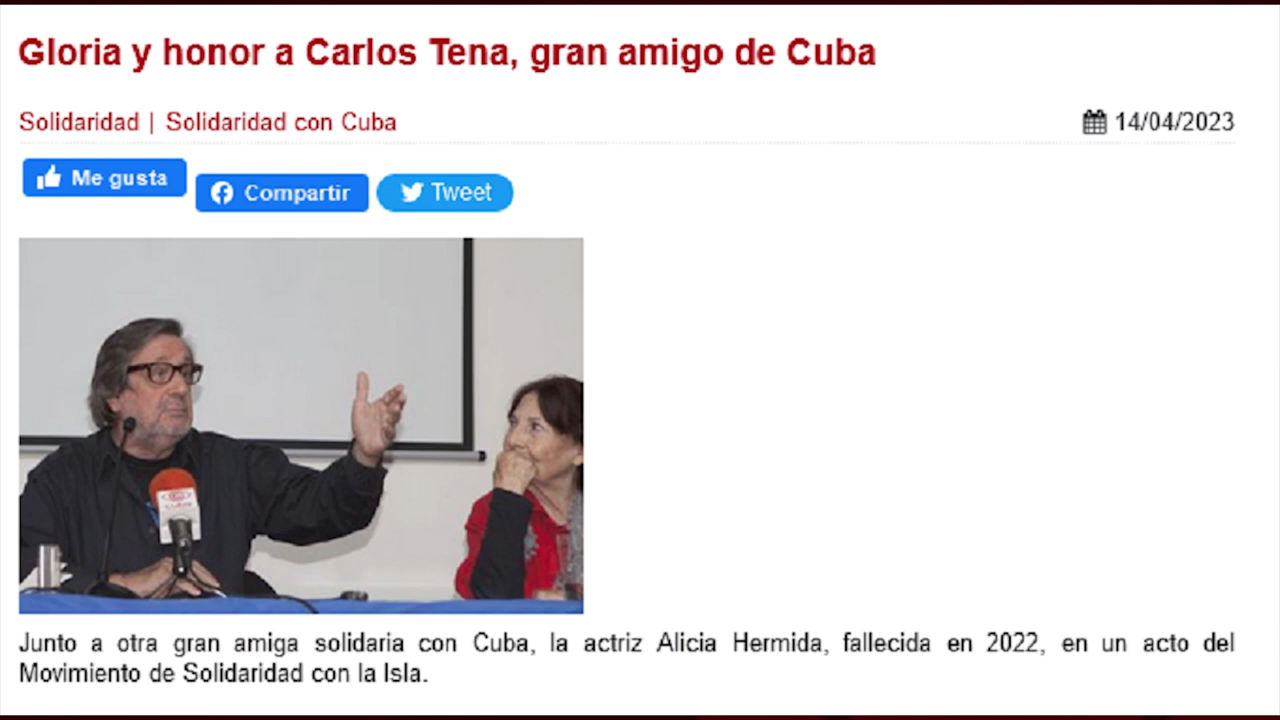 Gloria y honor a Carlos Tena, gran amigo de Cuba
Solidaridad | Solidaridad con Cuba 14/04/2023
Me gusta Compartir Tweet
Junto a otra gran amiga solidaria con Cuba, la actriz Alicia Hermida, fallecida en 2022, en un acto del
Movimiento de Solidaridad con la Isla.